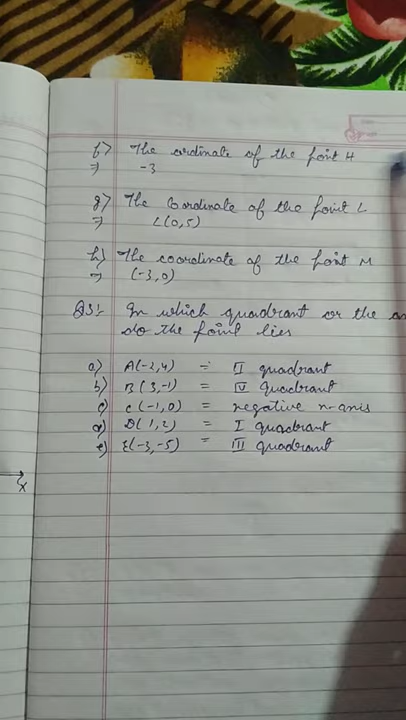 f) The ordinate of the point H
⇒ -3
g) The Coordinate of the point L
⇒ L(0,5)
h) The coordinate of the point M
⇒ (-3,0)
Q3! In which quadrant or the
do the point lies
a) A(-2,4) = II quadrant
b) B(3,-1) = IV Quadrant
c) C(-1,0) = negative x-axis
d) D(1,2) = I quadrant
e) E(-3,-5) = III quadrant
X